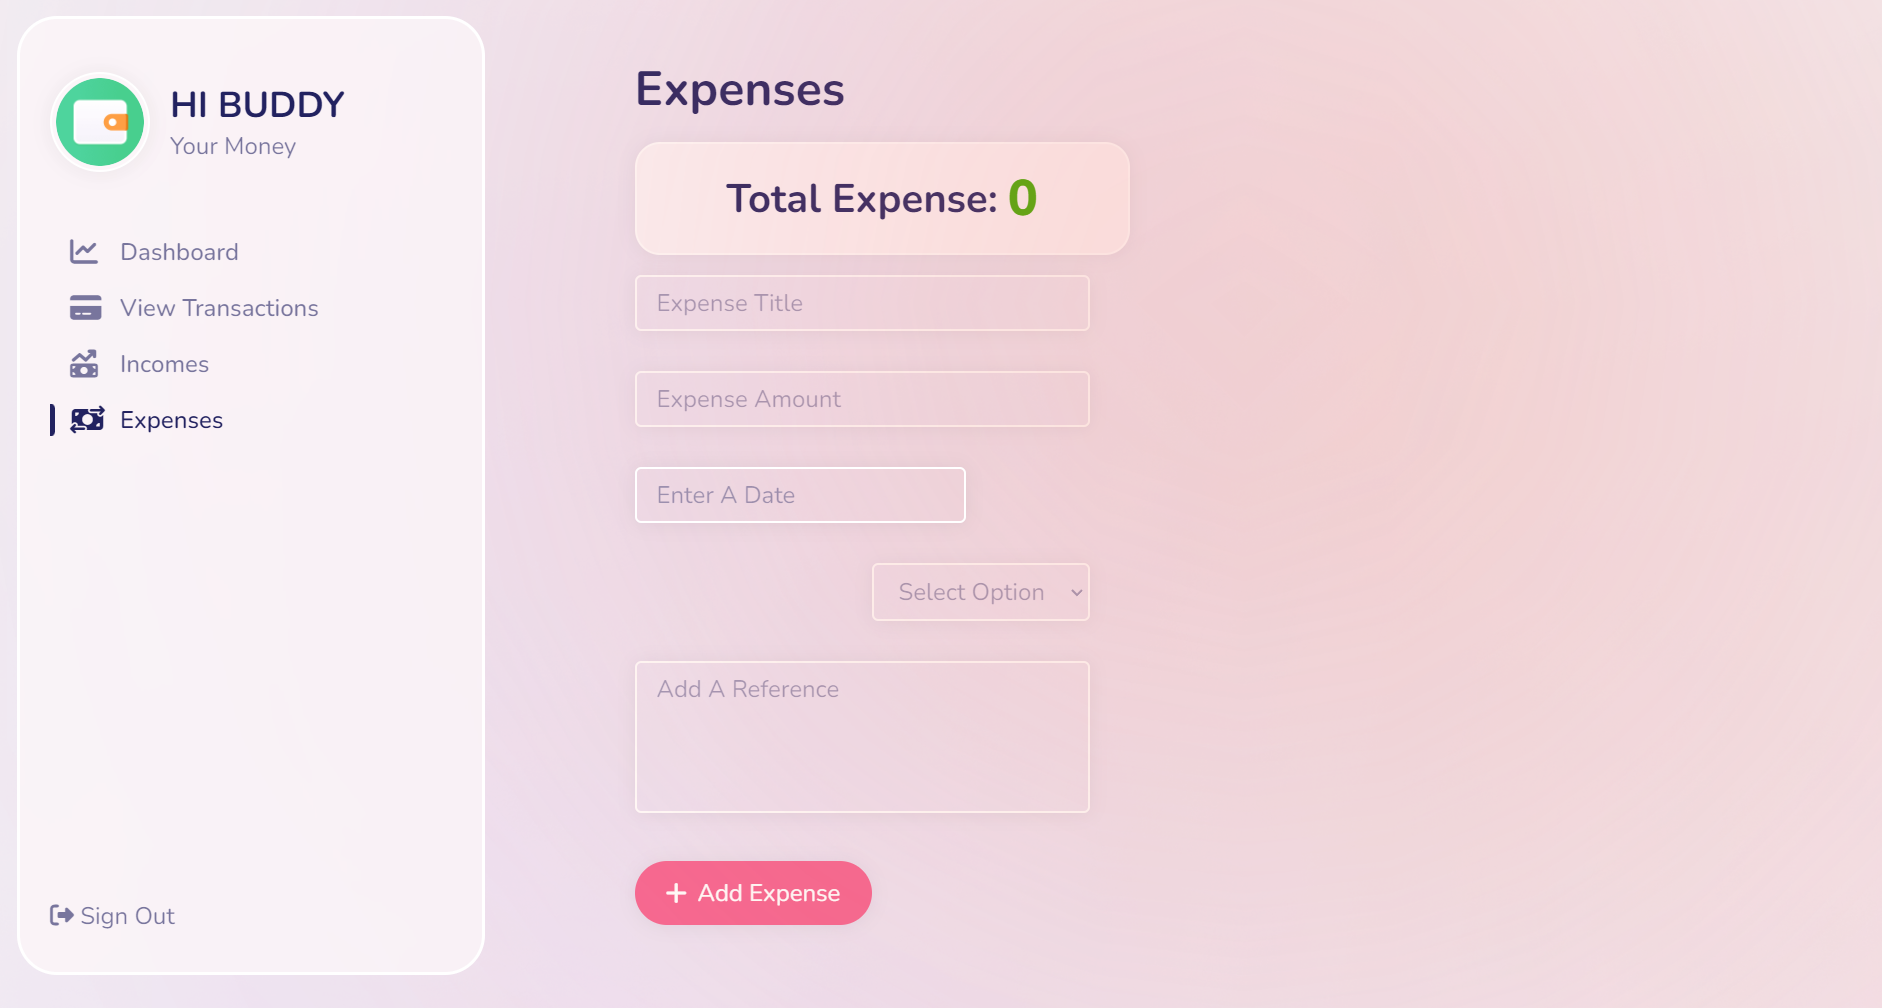 HI BUDDY
Your Money
Dashboard
View Transactions
Incomes
Expenses
Sign Out
Expenses
Total Expense: 0
Expense Title
Expense Amount
Enter A Date
Select Option
Add A Reference
Add Expense